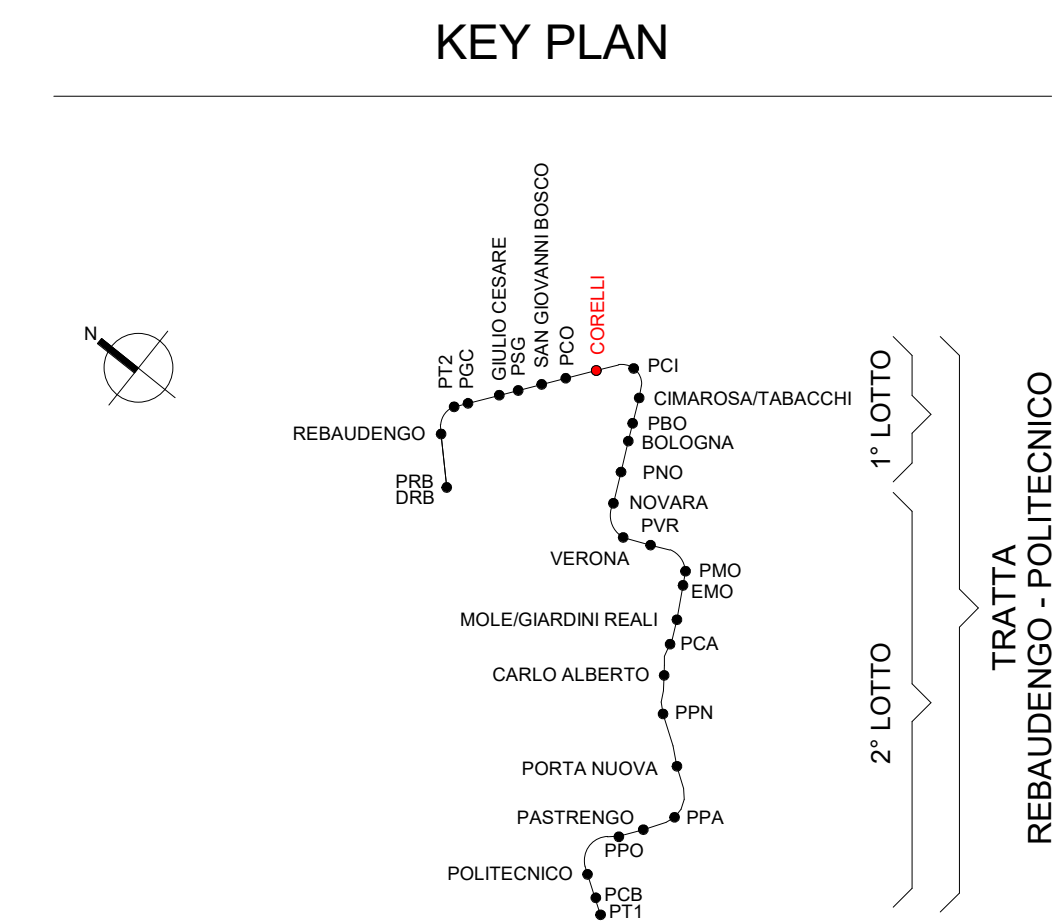 KEY PLAN
N
PT2
PGC
GIULIO CESARE
PSG
SAN GIOVANNI BOSCO
PCO
CORELLI
PCI
REBAUDENGO
CIMAROSA/TABACCHI
PBO
BOLOGNA
PRB
DRB
PNO
NOVARA
PVR
VERONA
PMO
EMO
MOLE/GIARDINI REALI
PCA
CARLO ALBERTO
PPN
PORTA NUOVA
PASTRENGO
PPA
PPO
POLITECNICO
PCB
PT1
1° LOTTO
2° LOTTO
TRATTA
REBAUDENGO - POLITECNICO